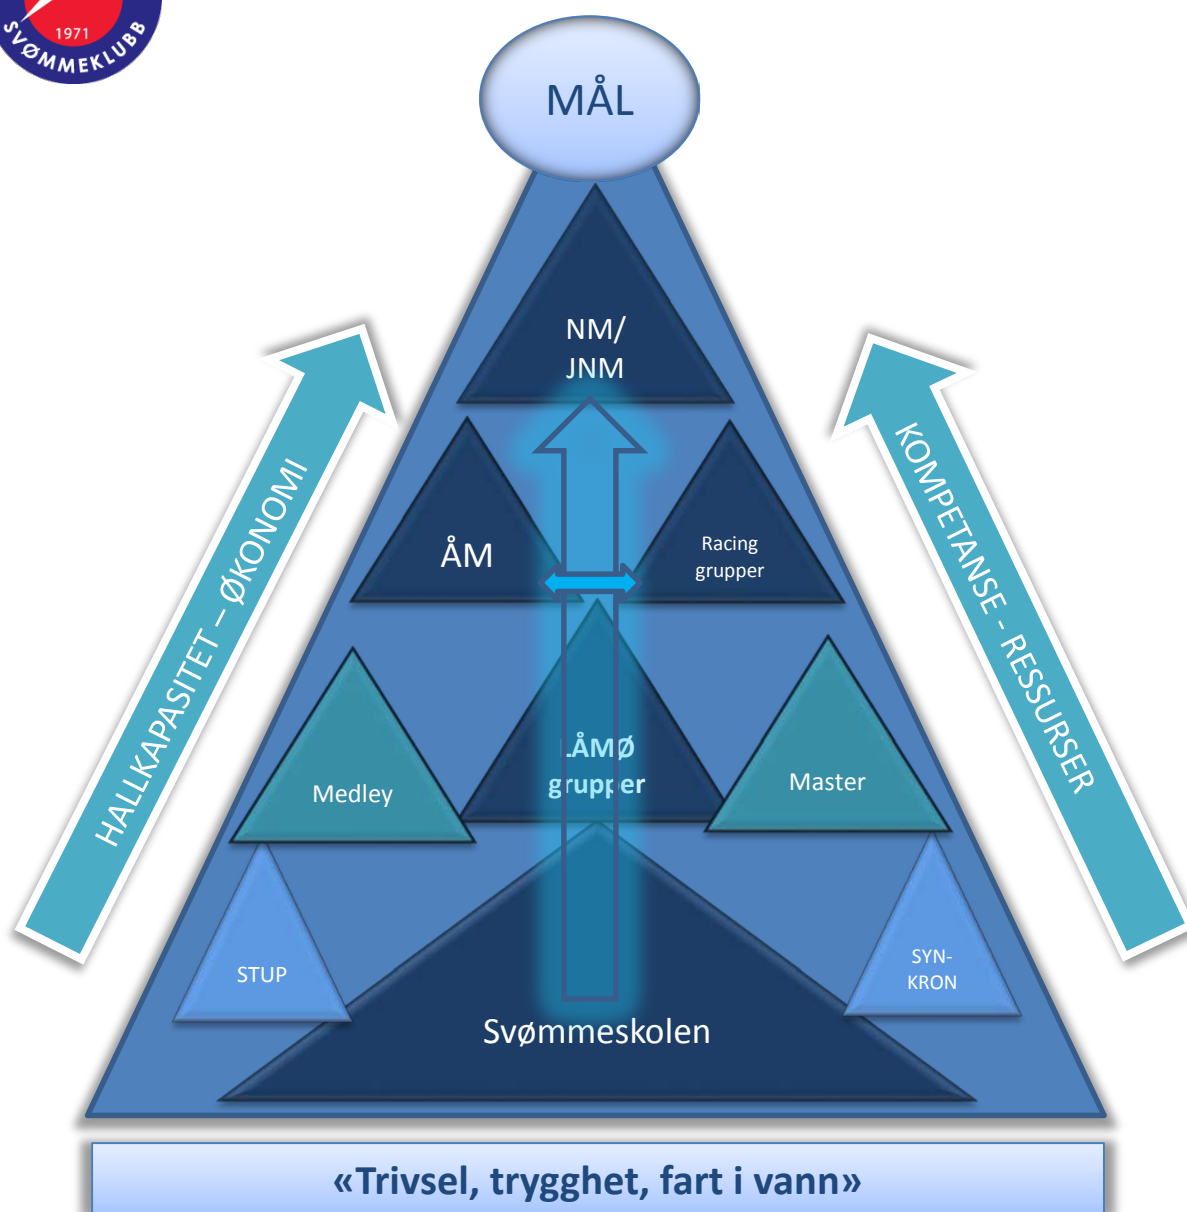 1971
SVØMMEKLUBB
MÅL
NM/
JNM
HALLKAPASITET – ØKONOMI
KOMPETANSE - RESSURSER
ÅM
Racing
grupper
LÅMØ
grupper
Medley
Master
STUP
SYN-
KRON
Svømmeskolen
«Trivsel, trygghet, fart i vann»